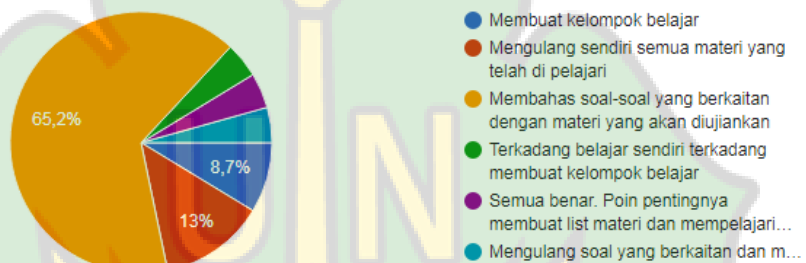 65,2%
8,7%
13%
Membuat kelompok belajar
Mengulang sendiri semua materi yang
telah di pelajari
Membahas soal-soal yang berkaitan
dengan materi yang akan diujiankan
Terkadang belajar sendiri terkadang
membuat kelompok belajar
Semua benar. Poin pentingnya
membuat list materi dan mempelajari...
Mengulang soal yang berkaitan dan m...
UIN